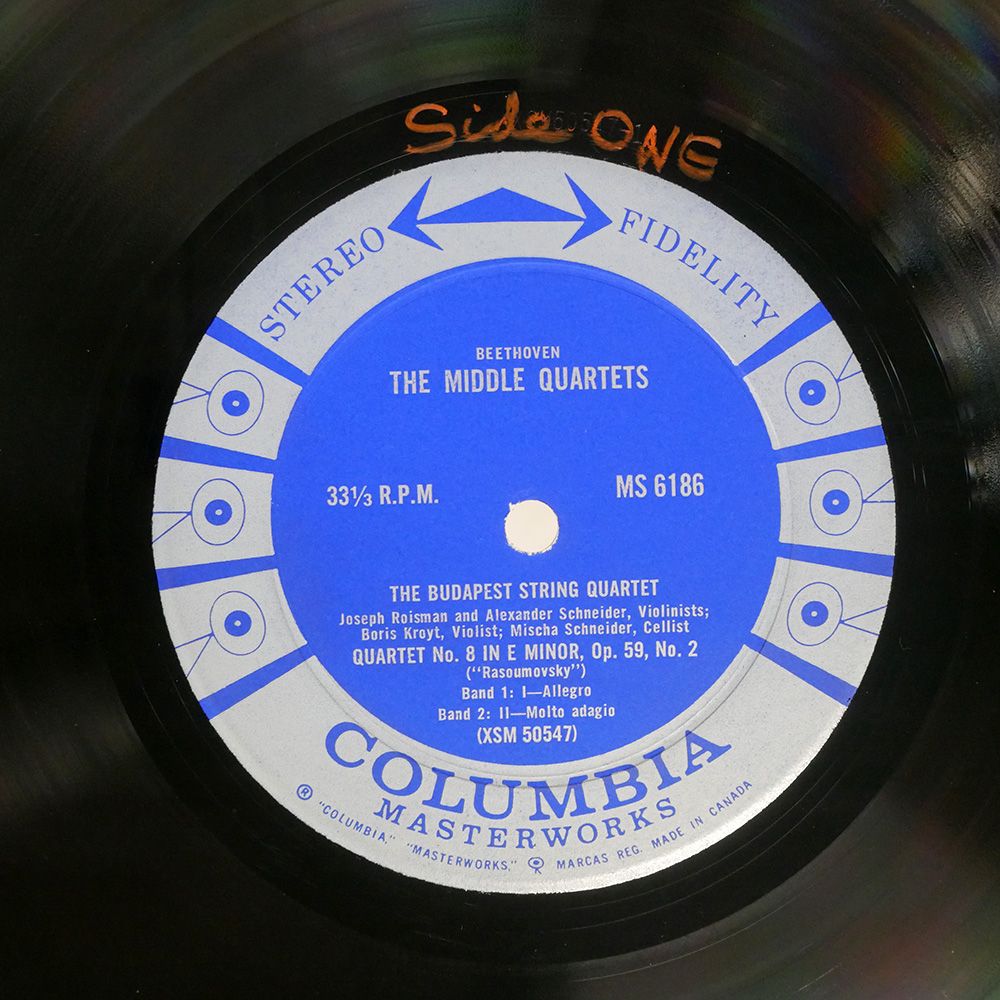 Side ONE
STEREO FIDELITY
BEETHOVEN
THE MIDDLE QUARTETS
33⅓ R.P.M.
MS 6186
THE BUDAPEST STRING QUARTET
Joseph Roisman and Alexander Schneider, Violinists;
Boris Kroyt, Violist; Mischa Schneider, Cellist
QUARTET No. 8 IN E MINOR, Op. 59, No. 2
("Rasoumovsky")
Band 1: I—Allegro
Band 2: II—Molto adagio
(XSM 50547)
COLUMBIA
MASTERWORKS
® "COLUMBIA," "MASTERWORKS," MARCAS REG. MADE IN CANADA